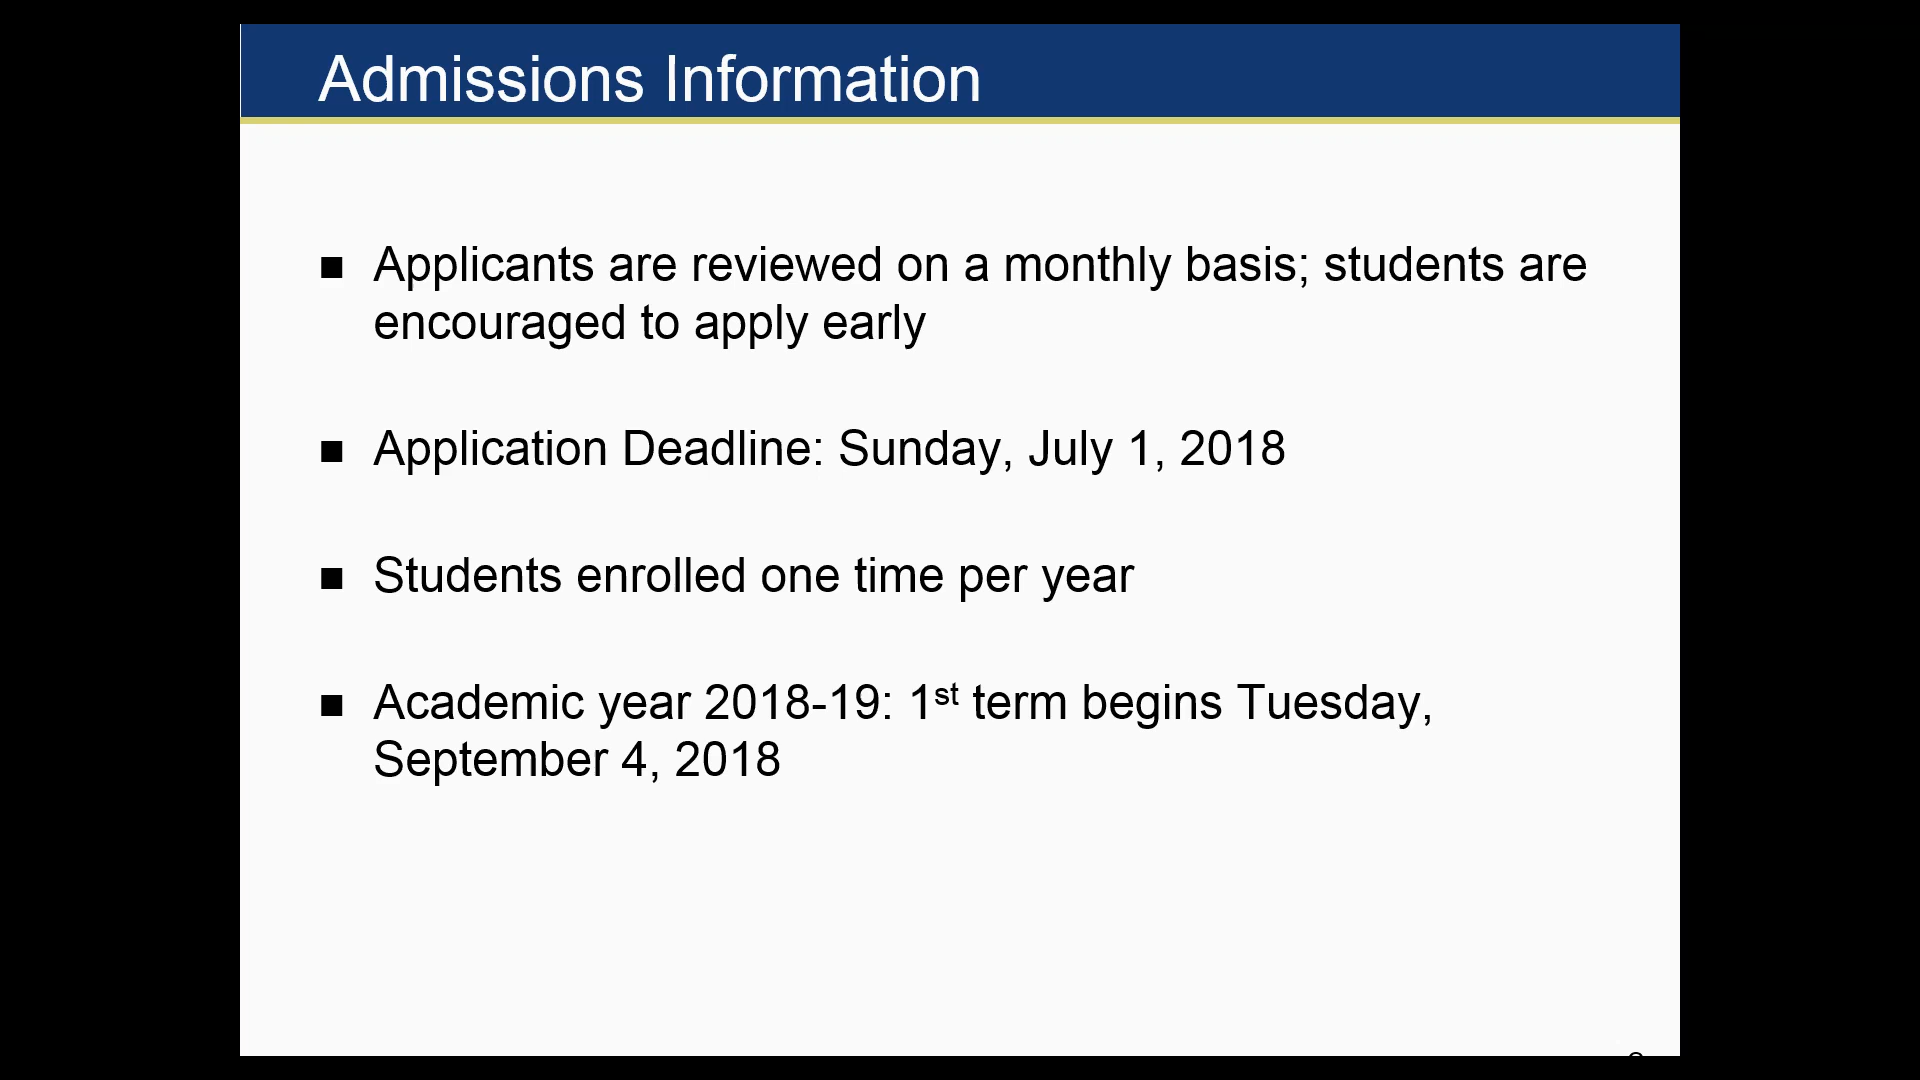 Admissions Information
■ Applicants are reviewed on a monthly basis; students are
encouraged to apply early
■ Application Deadline: Sunday, July 1, 2018
■ Students enrolled one time per year
■ Academic year 2018-19: 1st term begins Tuesday,
September 4, 2018